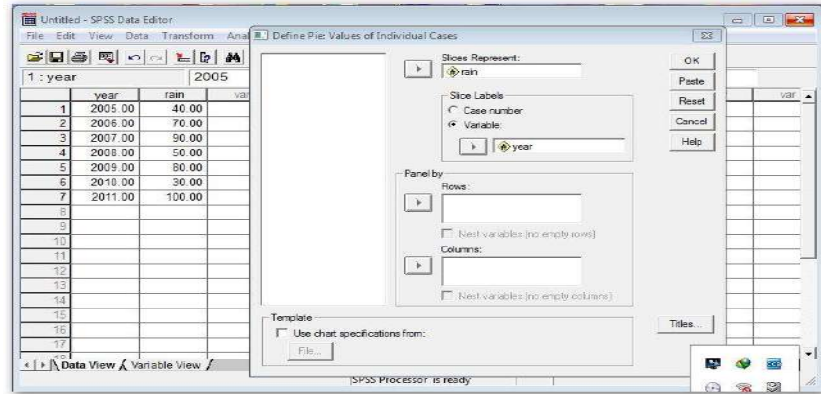 Untitled - SPSS Data Editor
File Edit View Data Transform Anal
Define Pie: Values of Individual Cases
1 : year 2005
year rain var var
1 2005.00 40.00
2 2006.00 70.00
3 2007.00 90.00
4 2008.00 50.00
5 2009.00 80.00
6 2010.00 30.00
7 2011.00 100.00
8
9
10
11
12
13
14
15
16
17
Slices Represent:
rain
Slice Labels
Case number
Variable:
year
Panel by
Rows:
Nest variables (no empty rows)
Columns:
Nest variables (no empty columns)
Template
Use chart specifications from:
File...
OK
Paste
Reset
Cancel
Help
Titles...
Data View Variable View
SPSS Processor is ready